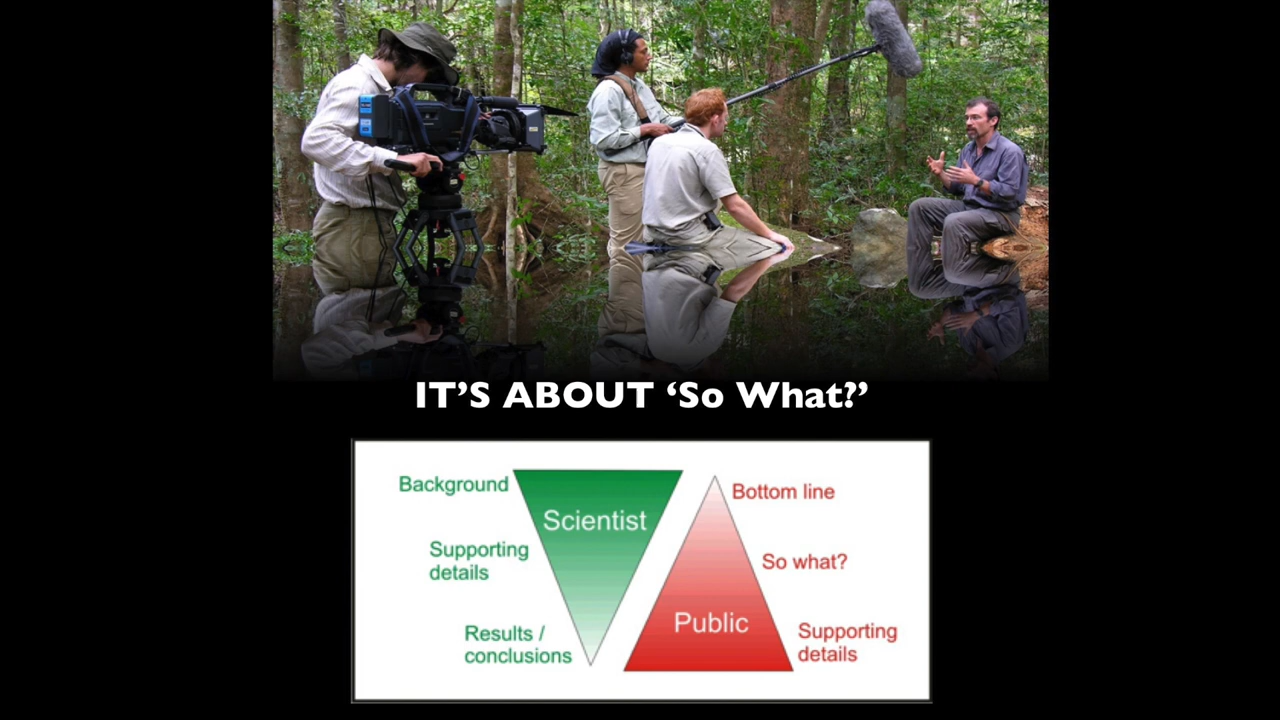 IT’S ABOUT ‘So What?’
Background
Scientist
Supporting
details
Results /
conclusions
Bottom line
So what?
Public
Supporting
details